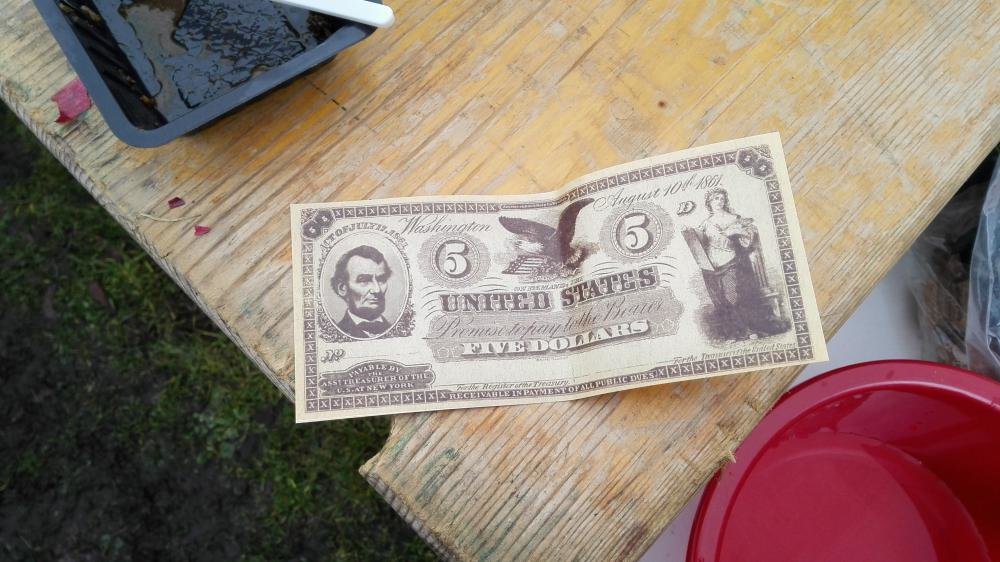 Washington
August 10th 1861.
ACT OF JULY 17, 1861
5
5
D
ON DEMAND
UNITED STATES
Promise to pay to the Bearer
FIVE DOLLARS
No
PAYABLE BY
THE
ASST TREASURER OF THE
U.S. AT NEW YORK
For the Register of the Treasury
For the Treasurer of the United States
RECEIVABLE IN PAYMENT OF ALL PUBLIC DUES